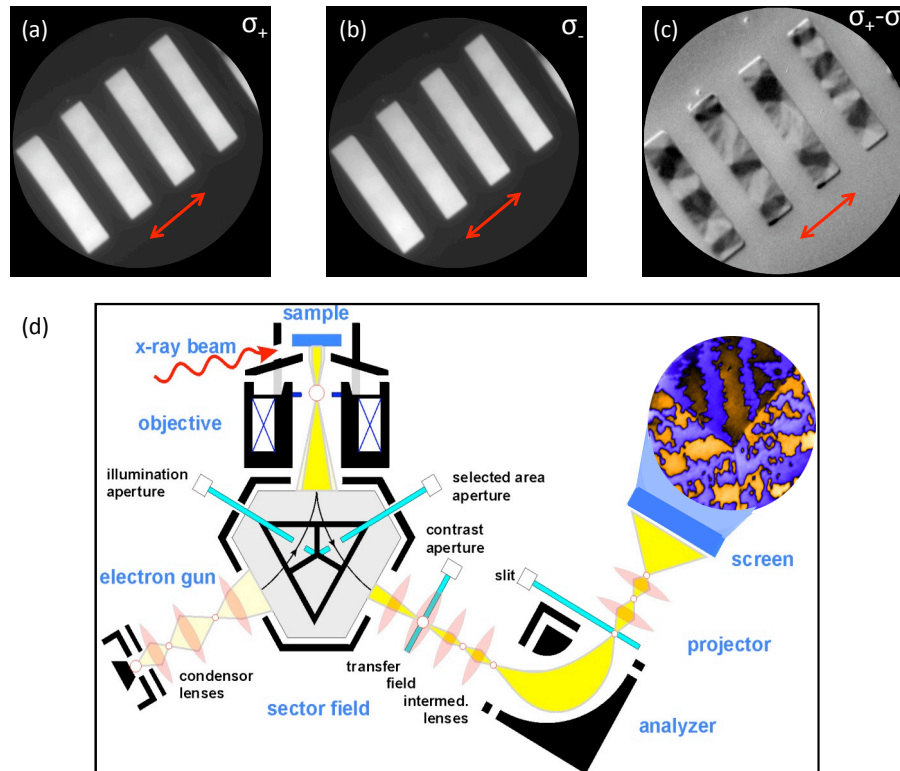 (a)
σ+
(b)
σ-
(c)
σ+-σ
(d)
sample
x-ray beam
objective
illumination
aperture
selected area
aperture
contrast
aperture
slit
screen
electron gun
projector
condensor
lenses
transfer
field
intermed.
lenses
sector field
analyzer